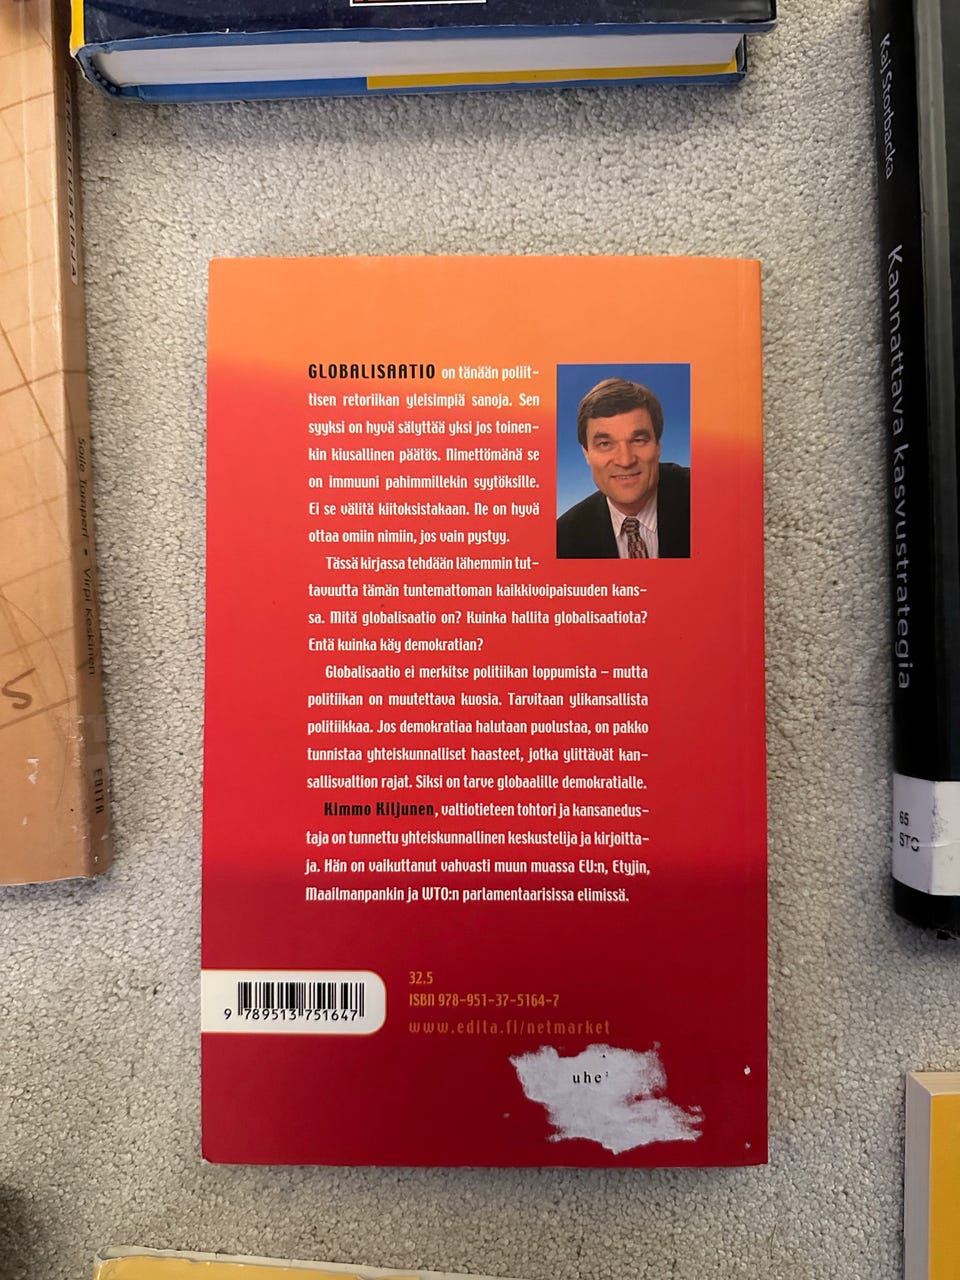 GLOBALISAATIO on tänään poliit-
tisen retoriikan yleisimpiä sanoja. Sen
syyksi on hyvä sälyttää yksi jos toinen-
kin kiusallinen päätös. Nimettömänä se
on immuuni pahimmillekin syytöksille.
Ei se välitä kiitoksistakaan. Ne on hyvä
ottaa omiin nimiin, jos vain pystyy.
Tässä kirjassa tehdään lähemmin tut-
tavuutta tämän tuntemattoman kaikkivoipaisuuden kans-
sa. Mitä globalisaatio on? Kuinka hallita globalisaatiota?
Entä kuinka käy demokratian?
Globalisaatio ei merkitse politiikan loppumista – mutta
politiikan on muutettava kuosia. Tarvitaan ylikansallista
politiikkaa. Jos demokratiaa halutaan puolustaa, on pakko
tunnistaa yhteiskunnalliset haasteet, jotka ylittävät kan-
sallisvaltion rajat. Siksi on tarve globaalille demokratialle.
Kimmo Kiljunen, valtiotieteen tohtori ja kansanedus-
taja on tunnettu yhteiskunnallinen keskustelija ja kirjoitta-
ja. Hän on vaikuttanut vahvasti muun muassa EU:n, Etyjin,
Maailmanpankin ja WTO:n parlamentaarisissa elimissä.
32.5
ISBN 978-951-37-5164-7
www.edita.fi/netmarket
9 789513 751647
uhe
Salla Tuomperi • Virpi Keskinen
EDITA
Kaj Storbacka
Kannattava kasvustrategia
65
STO